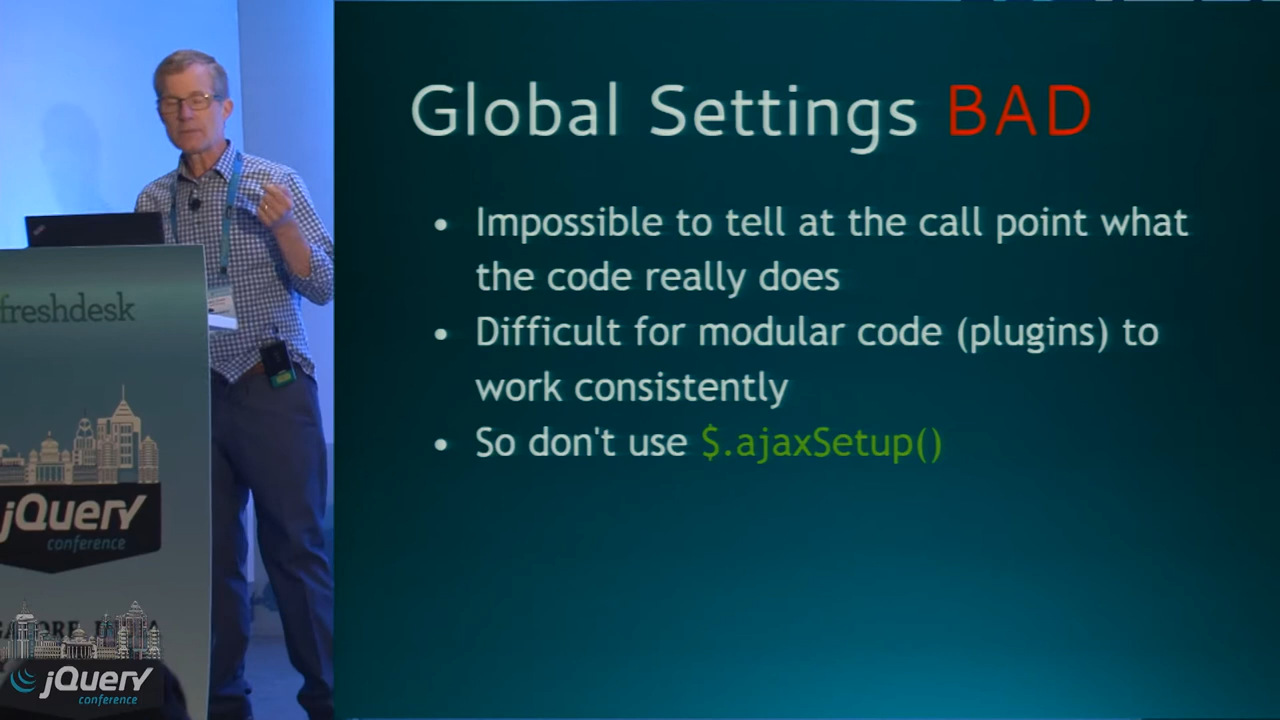 Global Settings BAD
• Impossible to tell at the call point what
the code really does
• Difficult for modular code (plugins) to
work consistently
• So don't use $.ajaxSetup()
freshdesk
jQuery
conference
jQuery
conference